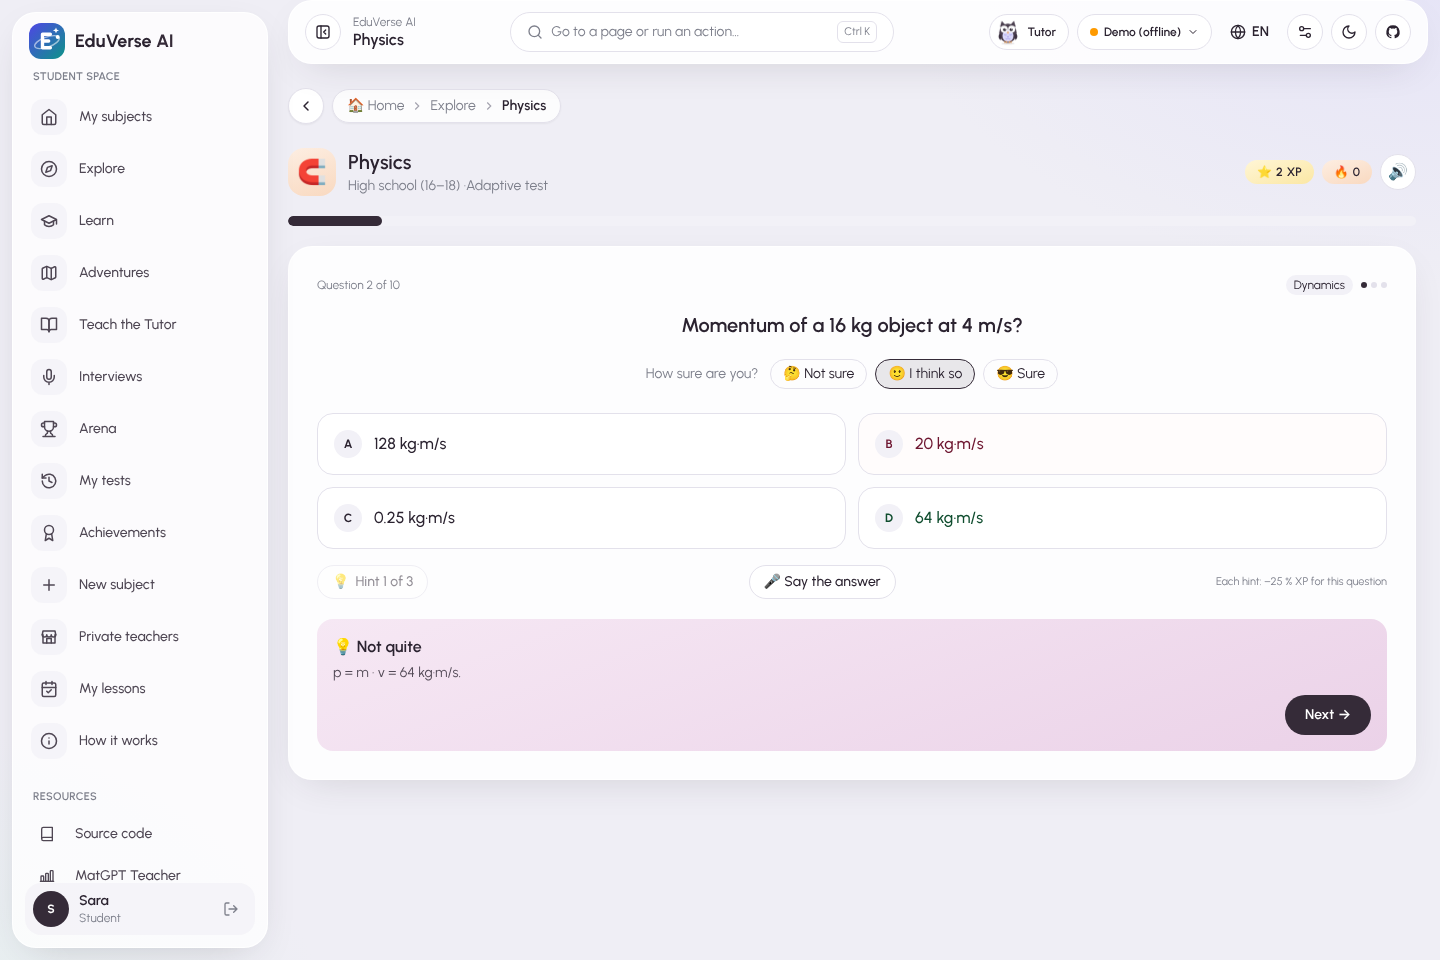 EduVerse AI
STUDENT SPACE
My subjects
Explore
Learn
Adventures
Teach the Tutor
Interviews
Arena
My tests
Achievements
New subject
Private teachers
My lessons
How it works
RESOURCES
Source code
MatGPT Teacher
S
Sara
Student
EduVerse AI
Physics
Go to a page or run an action...
Ctrl K
Tutor
Demo (offline)
EN
Home > Explore > Physics
Physics
High school (16–18) · Adaptive test
2 XP
0
Question 2 of 10
Dynamics
Momentum of a 16 kg object at 4 m/s?
How sure are you?
Not sure
I think so
Sure
A 128 kg·m/s
B 20 kg·m/s
C 0.25 kg·m/s
D 64 kg·m/s
Hint 1 of 3
Say the answer
Each hint: −25 % XP for this question
Not quite
p = m · v = 64 kg·m/s.
Next →